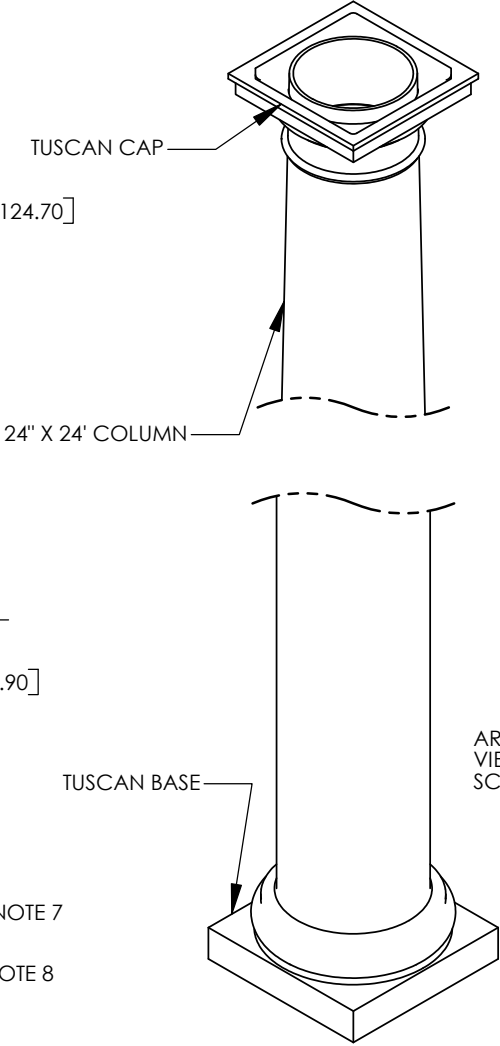 TUSCAN CAP
124.70]
24" X 24' COLUMN
.90]
TUSCAN BASE
AR
VIE
SC
NOTE 7
OTE 8